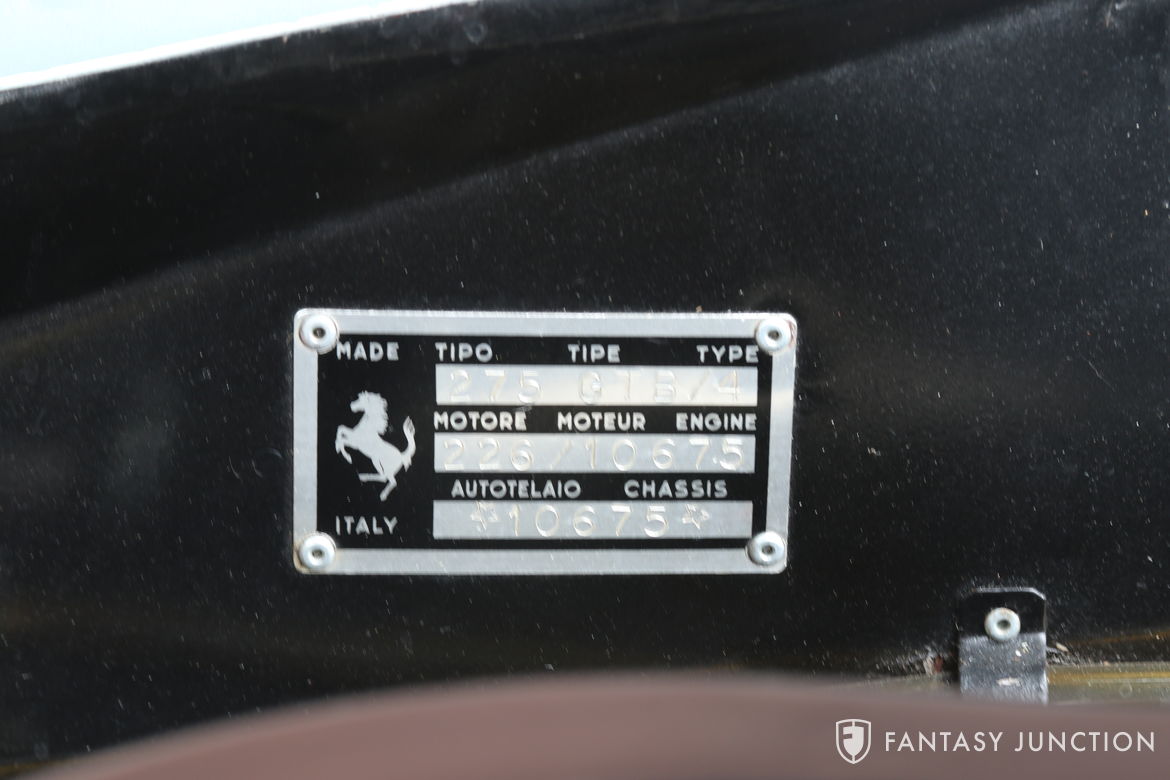 MADE TIPO TIPE TYPE
275 GTB/4
MOTORE MOTEUR ENGINE
226/10675
AUTOTELAIO CHASSIS
ITALY *10675*
FANTASY JUNCTION